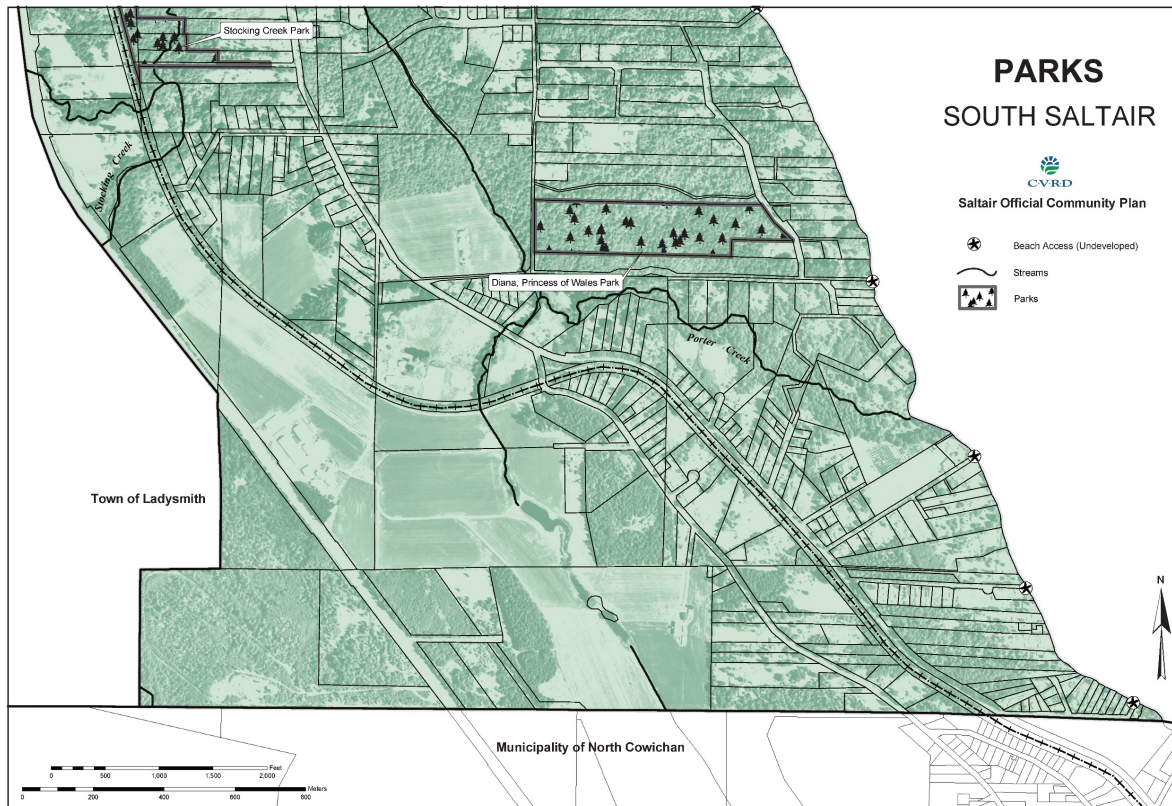 Stocking Creek Park
PARKS
SOUTH SALTAIR
CVRD
Saltair Official Community Plan
Beach Access (Undeveloped)
Streams
Parks
Stocking Creek
Diana, Princess of Wales Park
Porter Creek
Town of Ladysmith
N
Municipality of North Cowichan
Feet
0 500 1,000 1,500 2,000
Meters
0 200 400 600 800